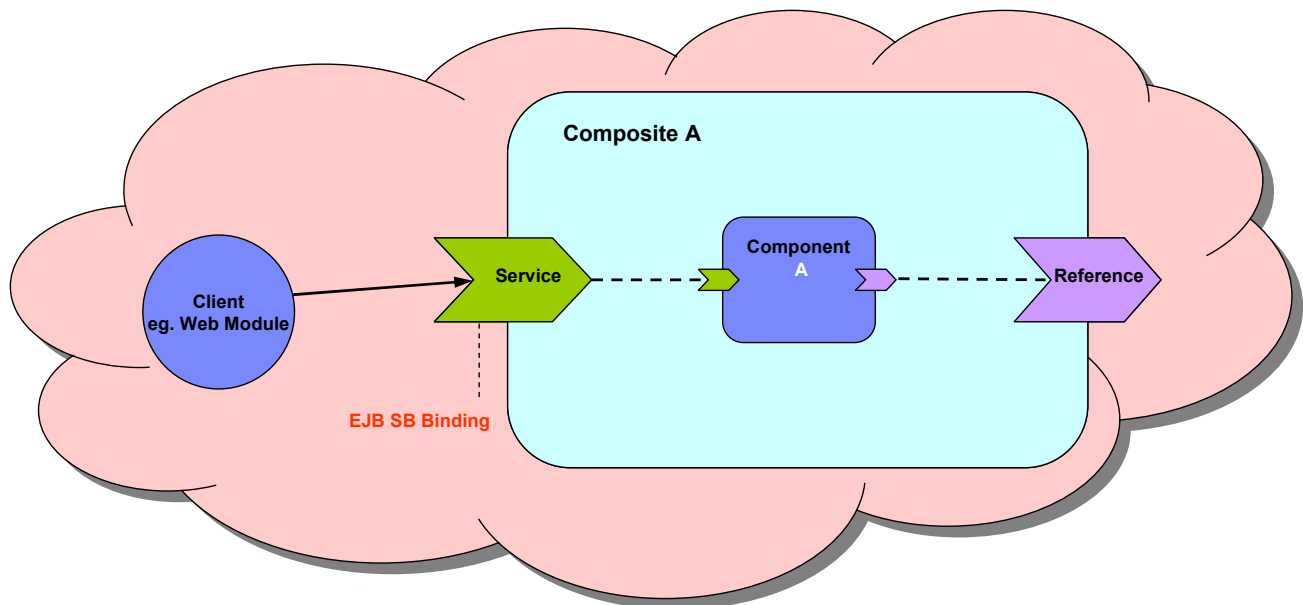 Composite A
Component
A
Service
Reference
Client
eg. Web Module
EJB SB Binding